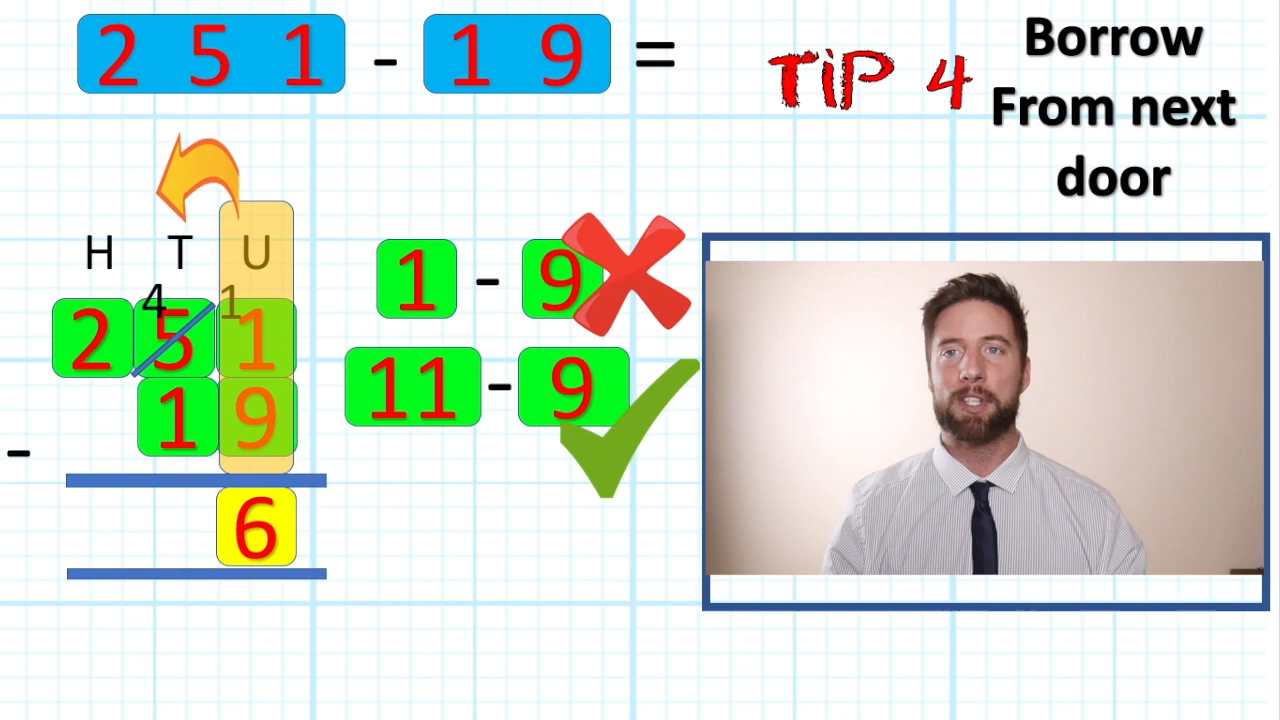 2 5 1 - 1 9 =
TiP 4
Borrow
From next
door
H T U
4 1
2 5 1
- 1 9
6
1 - 9
11 - 9